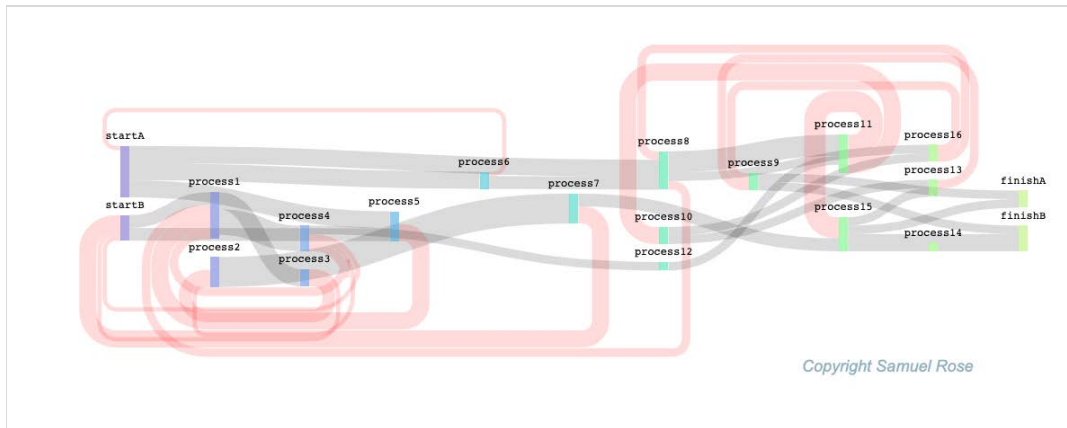 startA
startB
process1
process2
process4
process3
process5
process6
process7
process8
process10
process12
process9
process11
process15
process16
process13
process14
finishA
finishB
Copyright Samuel Rose